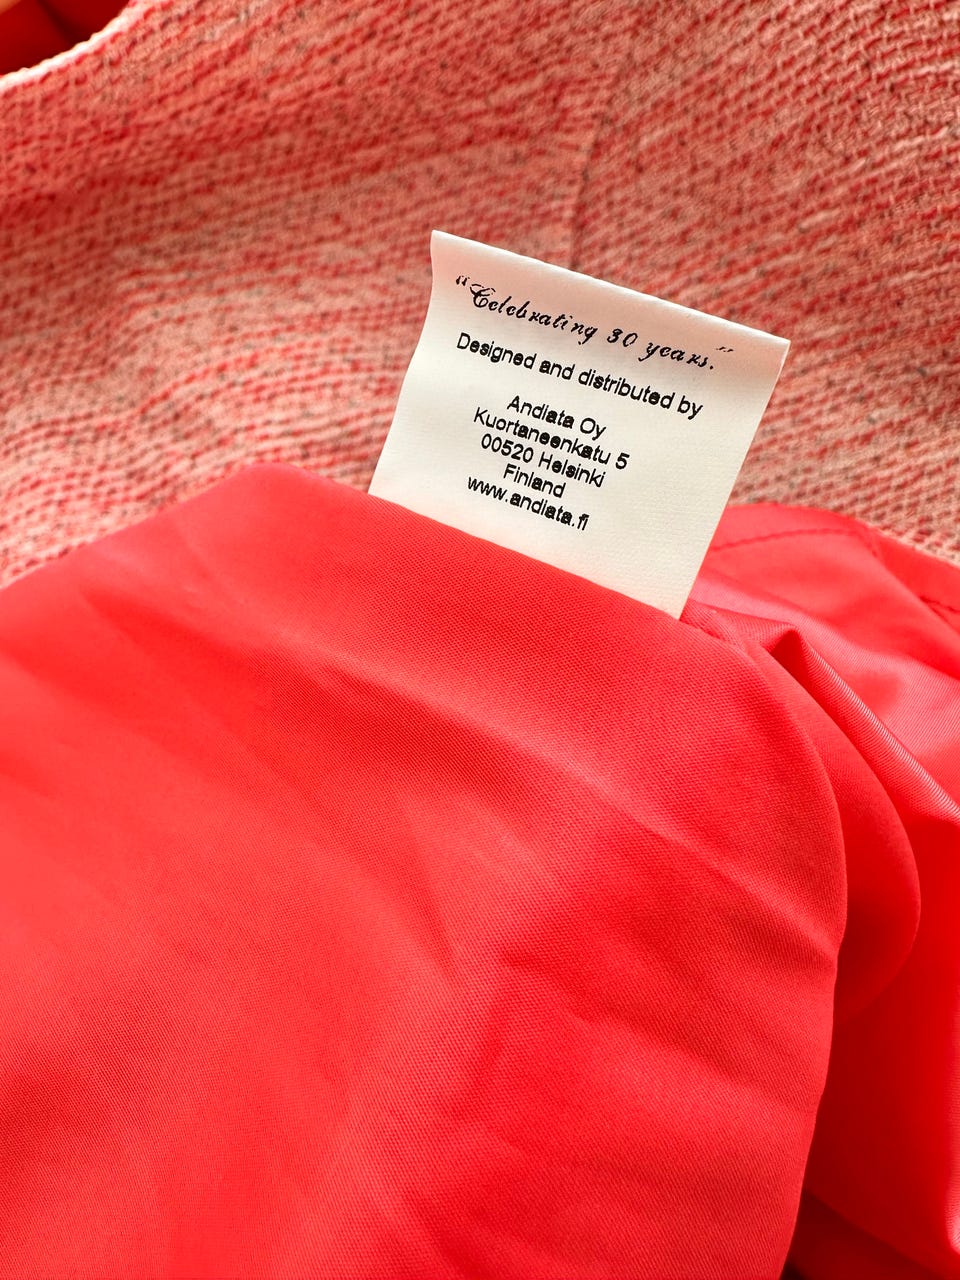 “Celebrating 30 years.”
Designed and distributed by
Andiata Oy
Kuortaneenkatu 5
00520 Helsinki
Finland
www.andiata.fi